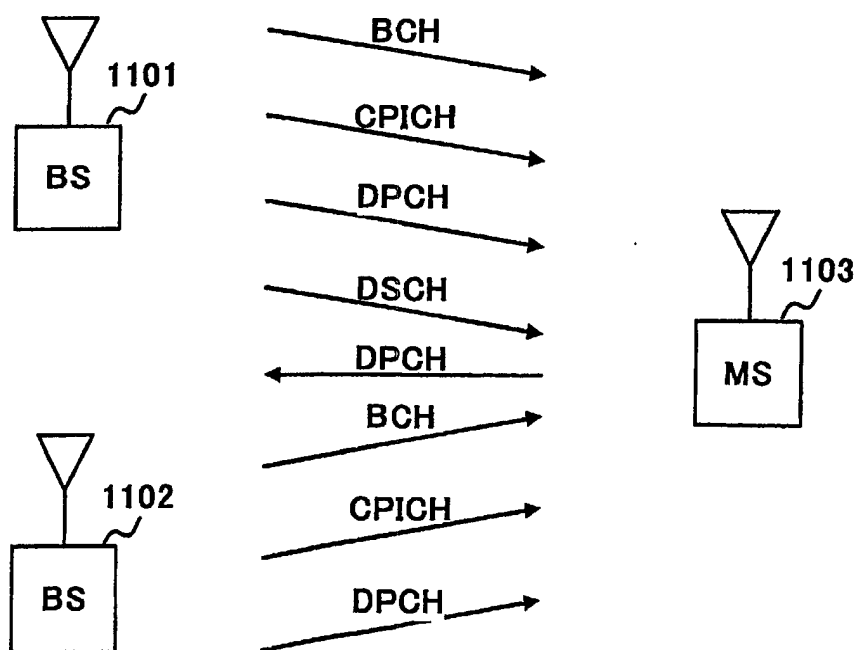 BCH
1101
BS
CPICH
DPCH
DSCH
1103
MS
DPCH
BCH
1102
BS
CPICH
DPCH